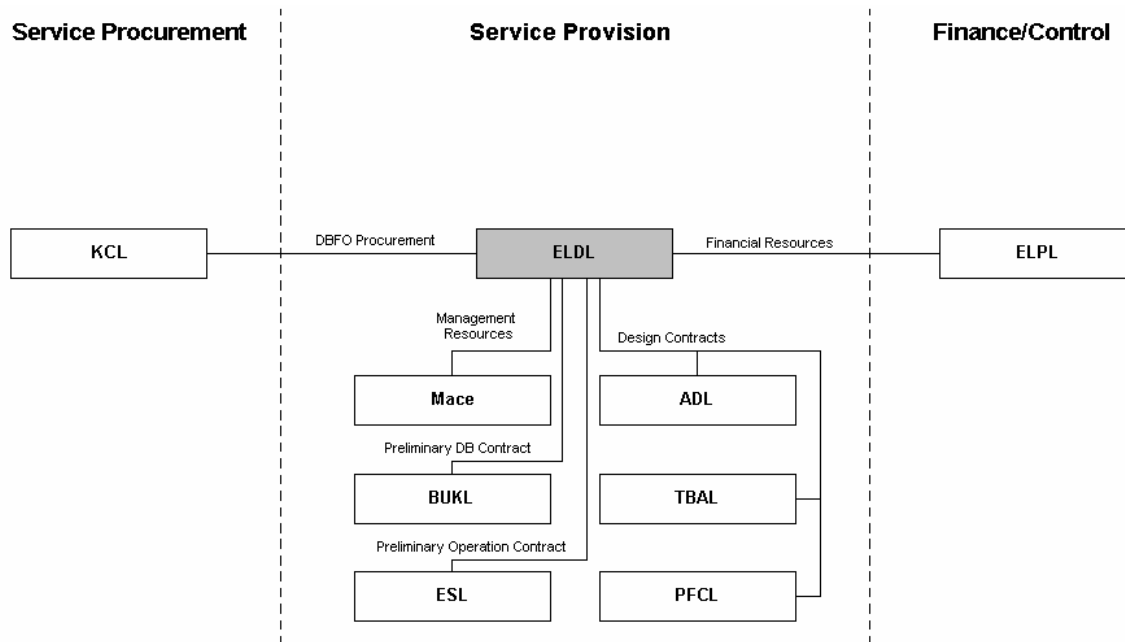 Service Procurement
Service Provision
Finance/Control
KCL
DBFO Procurement
ELDL
Financial Resources
ELPL
Management
Resources
Design Contracts
Mace
ADL
Preliminary DB Contract
BUKL
TBAL
Preliminary Operation Contract
ESL
PFCL